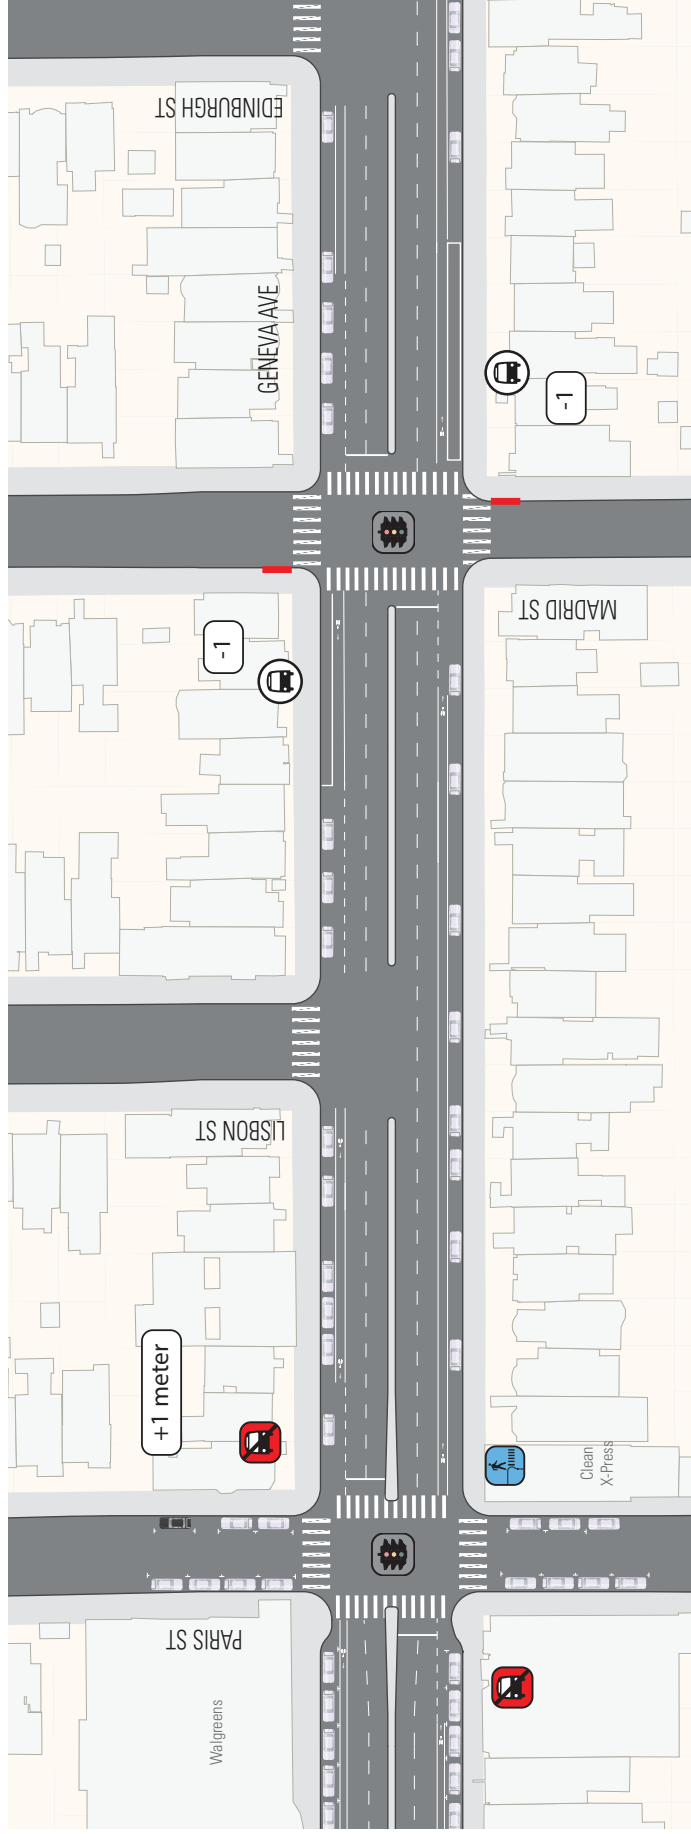 EDINBURGH ST
GENEVA AVE
-1
MADRID ST
-1
LISBON ST
+1 meter
Clean
X-Press
PARIS ST
Walgreens